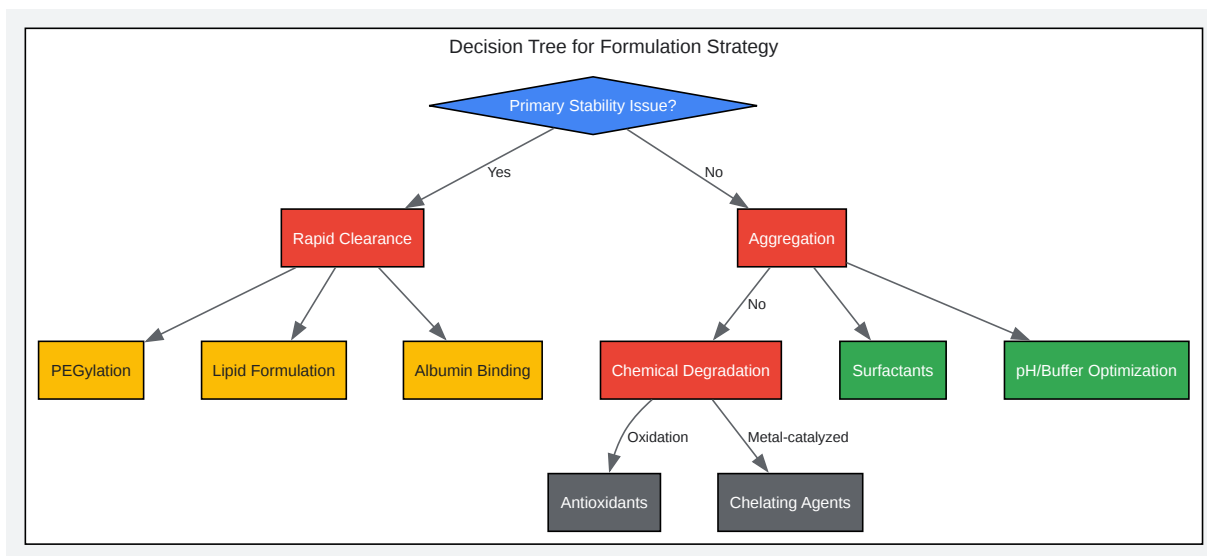 Decision Tree for Formulation Strategy
Primary Stability Issue?
Yes
No
Rapid Clearance
Aggregation
No
PEGylation
Lipid Formulation
Albumin Binding
Chemical Degradation
Surfactants
pH/Buffer Optimization
Oxidation
Metal-catalyzed
Antioxidants
Chelating Agents